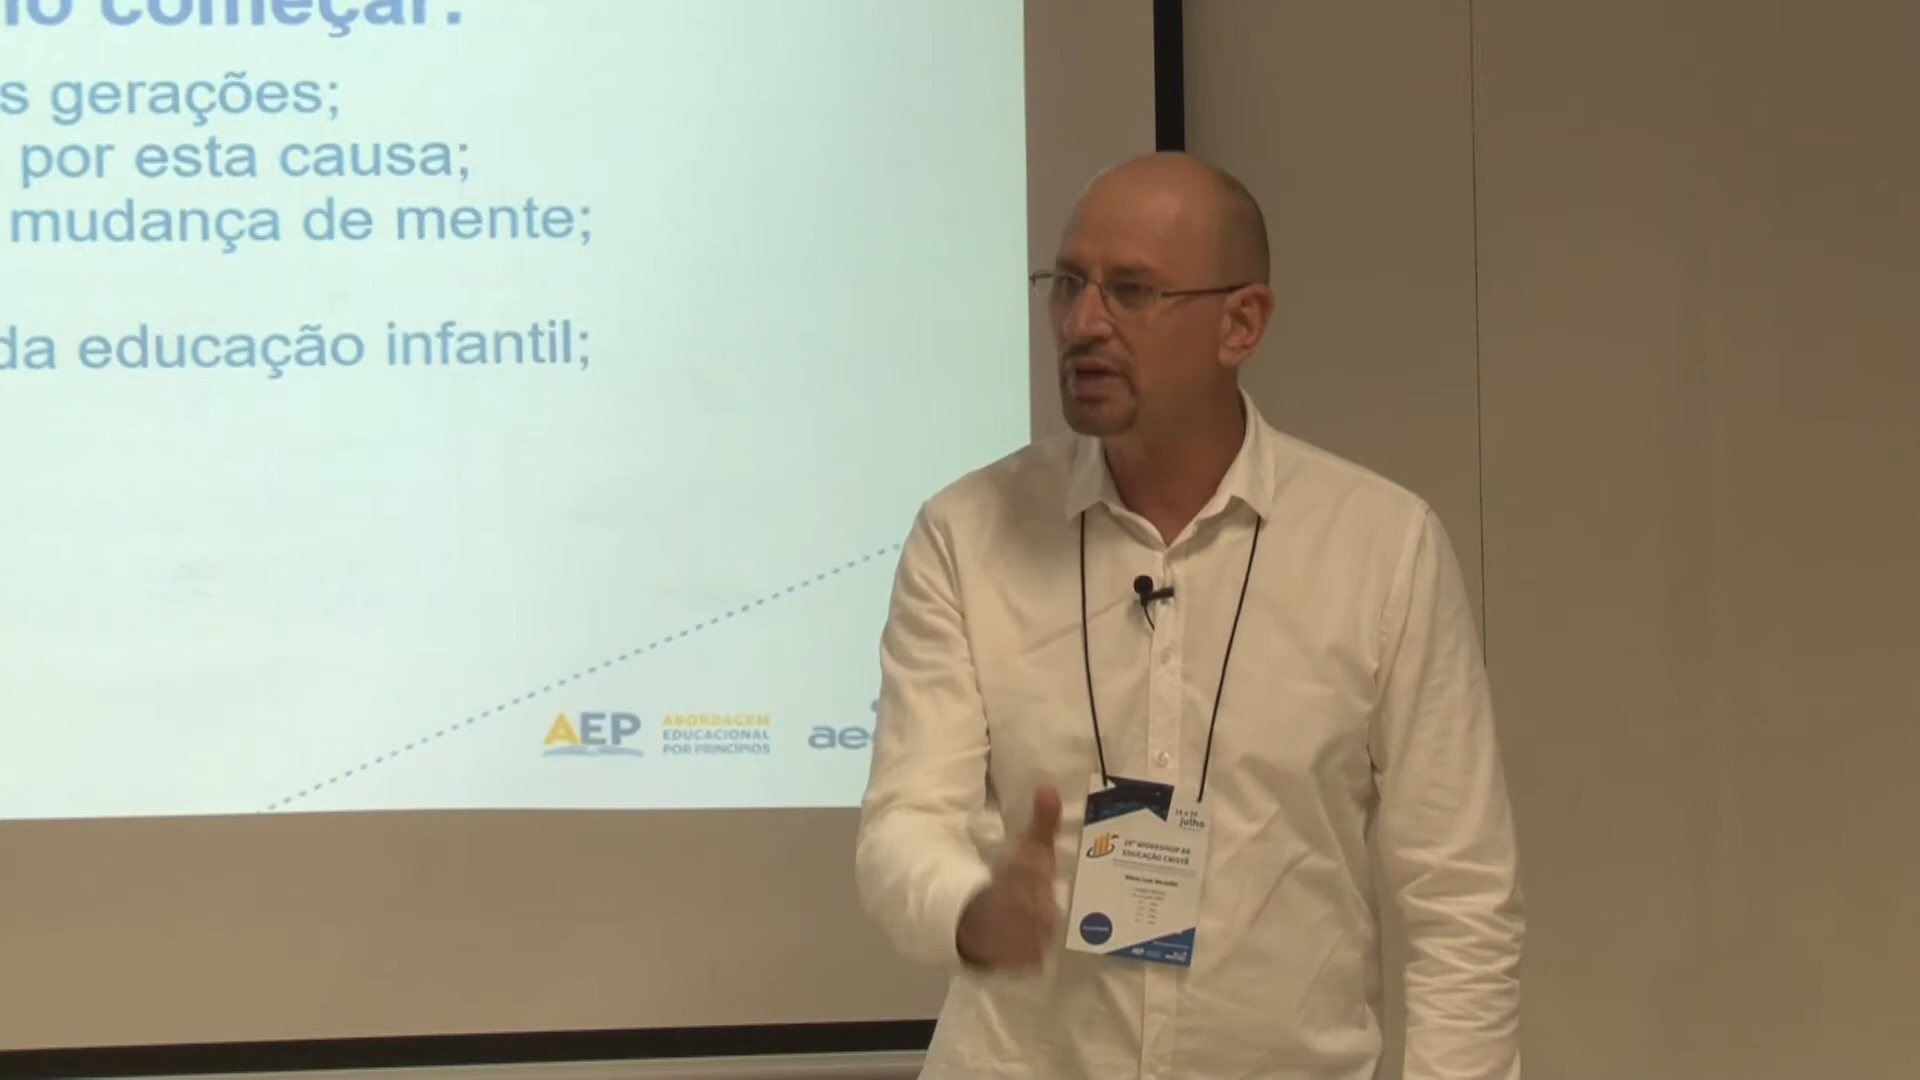 começar:
s gerações;
por esta causa;
mudança de mente;
da educação infantil;
AEP
ABORDAGEM
EDUCACIONAL
POR PRINCÍPIOS
ae
julho
WORKSHOP DE
EDUCAÇÃO CRISTÃ
AEP